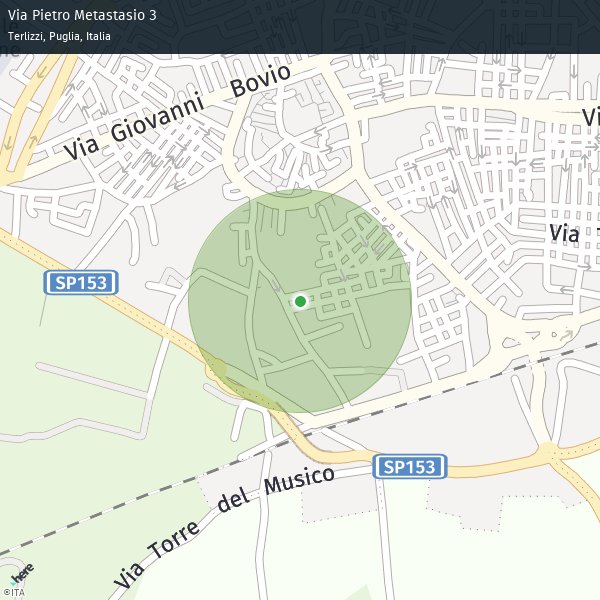 Via Pietro Metastasio 3
Terlizzi, Puglia, Italia
Via Giovanni Bovio
Via
SP153
SP153
Via Torre del Musico
here
©ITA